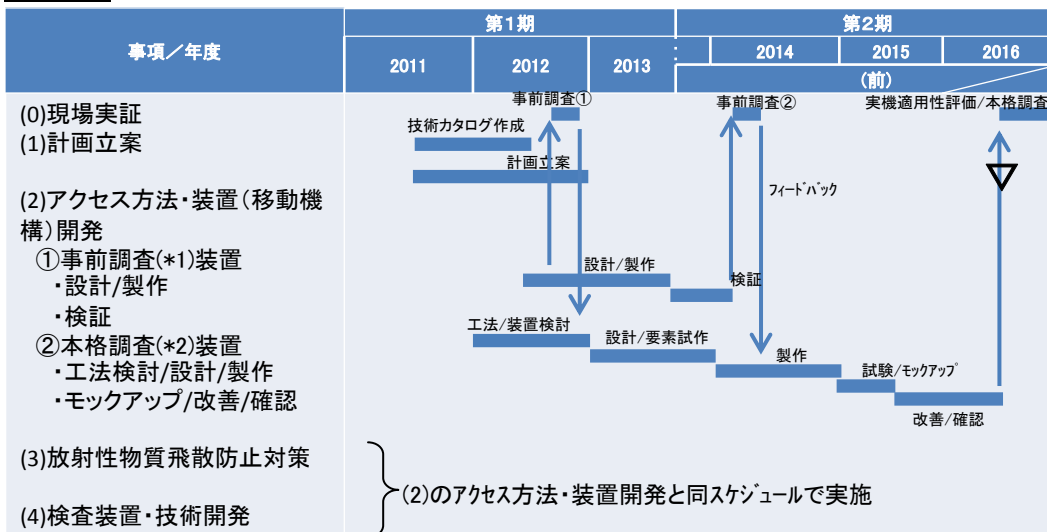 事項／年度
第1期
第2期
2011
2012
2013
2014
2015
2016
(前)
(0)現場実証
事前調査①
事前調査②
実機適用性評価/本格調査
(1)計画立案
技術カタログ作成
計画立案
フィードバック
(2)アクセス方法・装置（移動機
構）開発
①事前調査(*1)装置
・設計/製作
設計/製作
・検証
検証
②本格調査(*2)装置
工法/装置検討
設計/要素試作
製作
・工法検討/設計/製作
試験/モックアップ
・モックアップ/改善/確認
改善/確認
(3)放射性物質飛散防止対策
(2)のアクセス方法・装置開発と同スケジュールで実施
(4)検査装置・技術開発